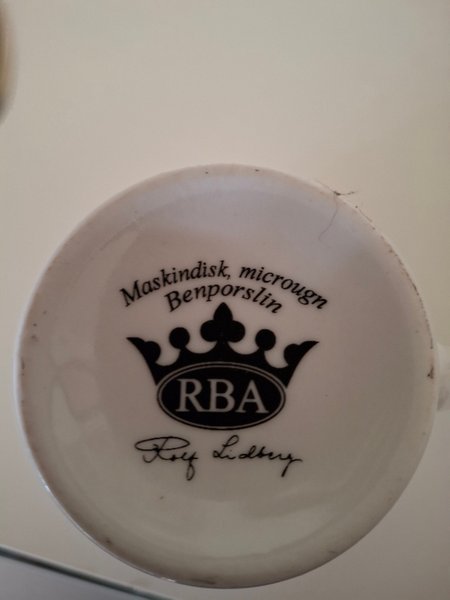 Maskindisk, microugn
Benporslin
RBA
Rolf Lidberg